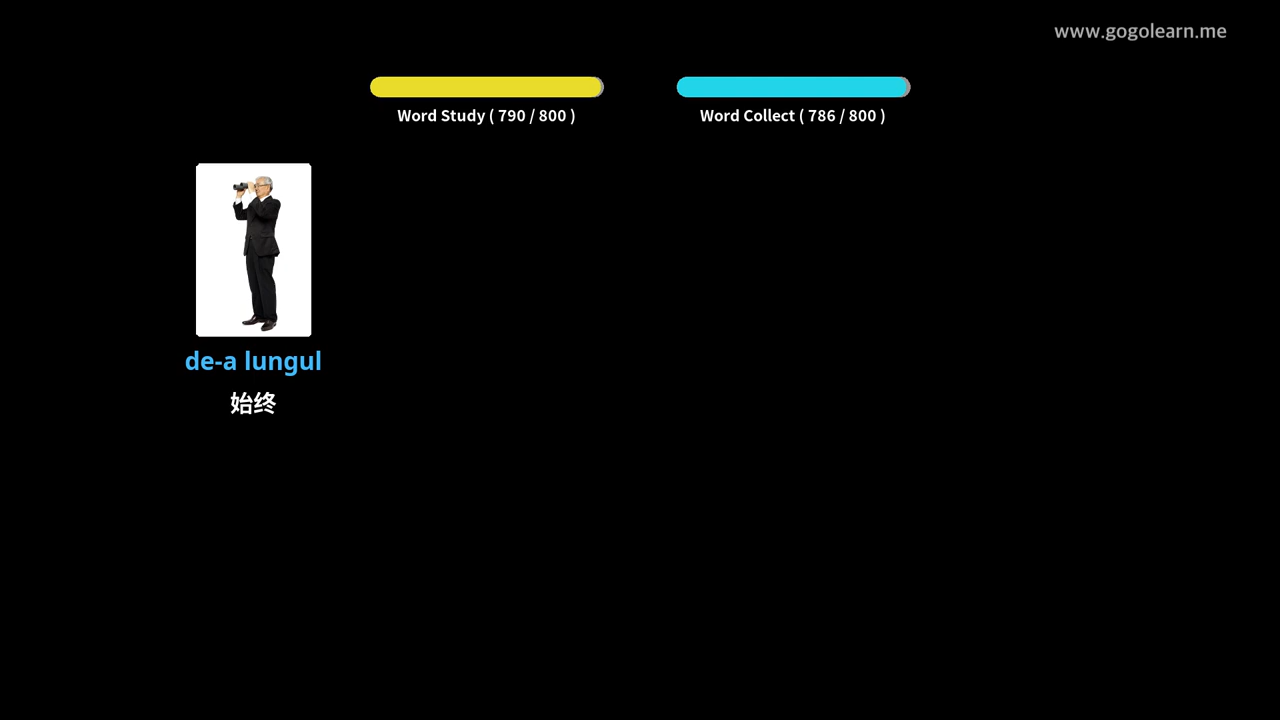 www.gogolearn.me
Word Study ( 790 / 800 )
Word Collect ( 786 / 800 )
de-a lungul
始终